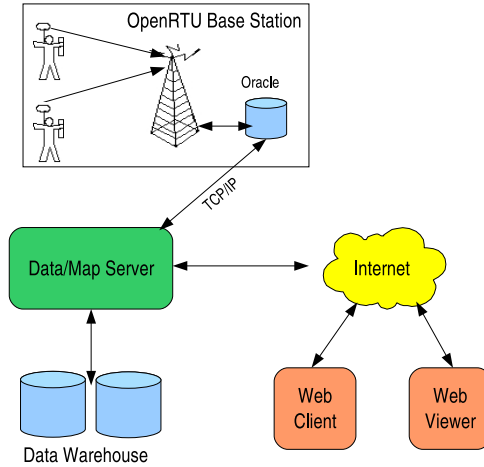 OpenRTU Base Station
Oracle
TCP/IP
Data/Map Server
Internet
Web
Client
Web
Viewer
Data Warehouse